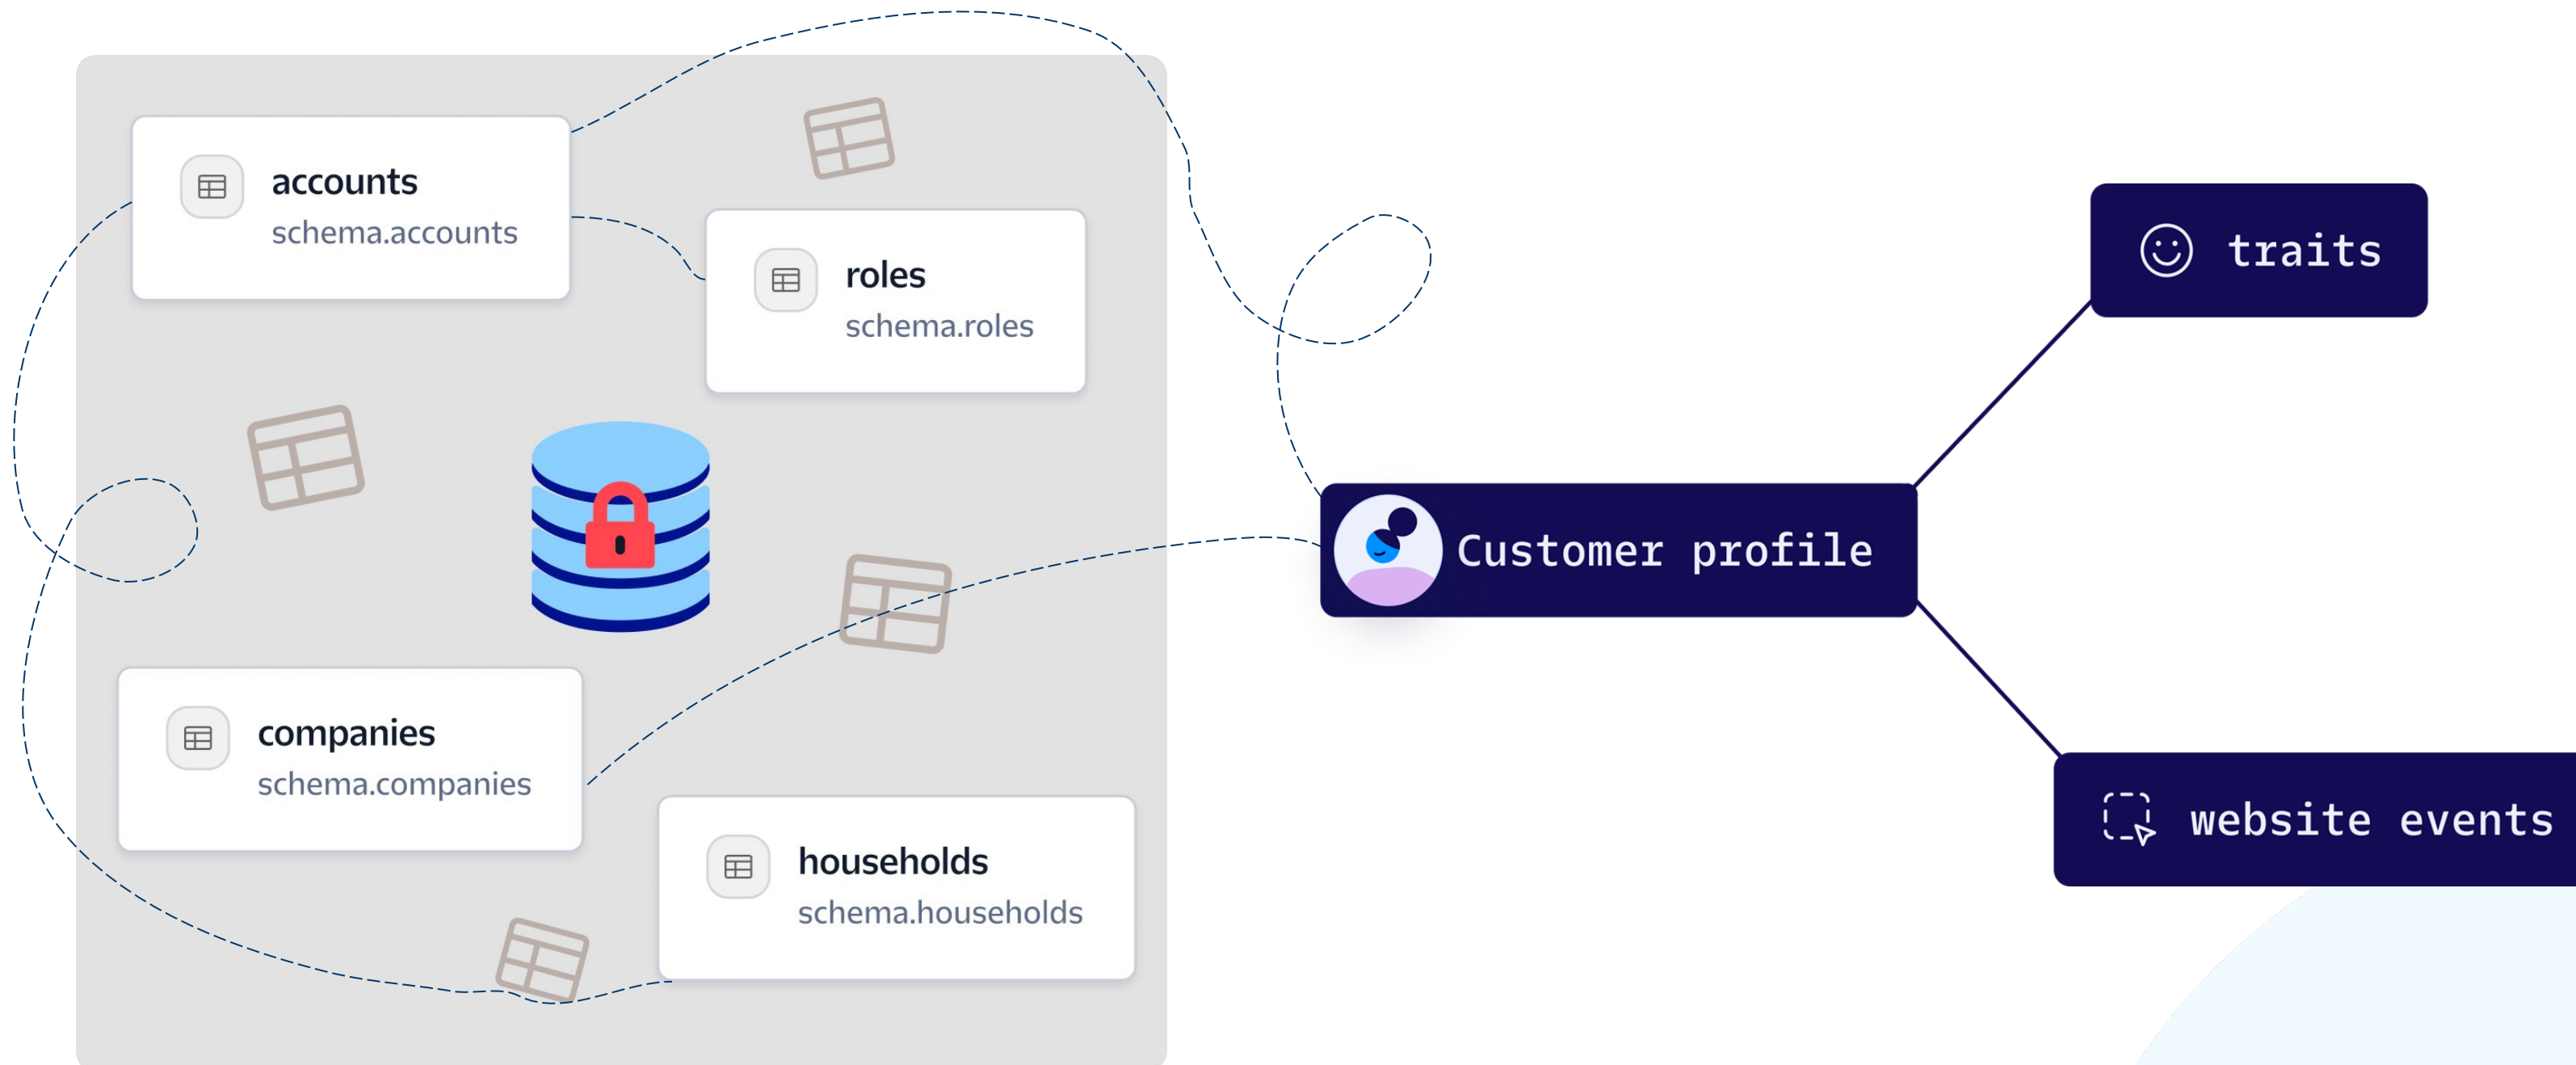 accounts
schema.accounts
roles
schema.roles
traits
Customer profile
companies
schema.companies
website events
households
schema.households